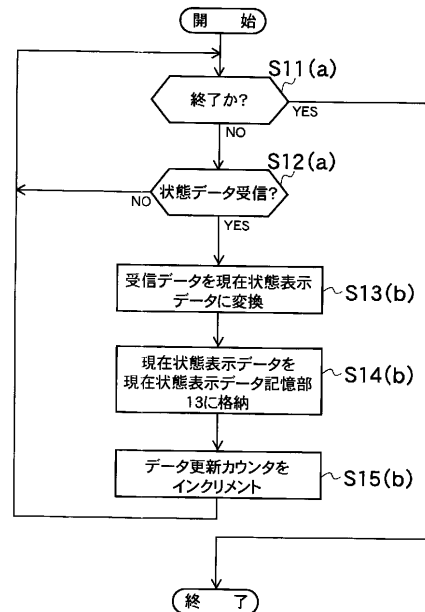 開　始
S11(a)
終了か?
YES
NO
S12(a)
状態データ受信?
NO
YES
受信データを現在状態表示
データに変換
S13(b)
現在状態表示データを
現在状態表示データ記憶部
13に格納
S14(b)
データ更新カウンタを
インクリメント
S15(b)
終　了